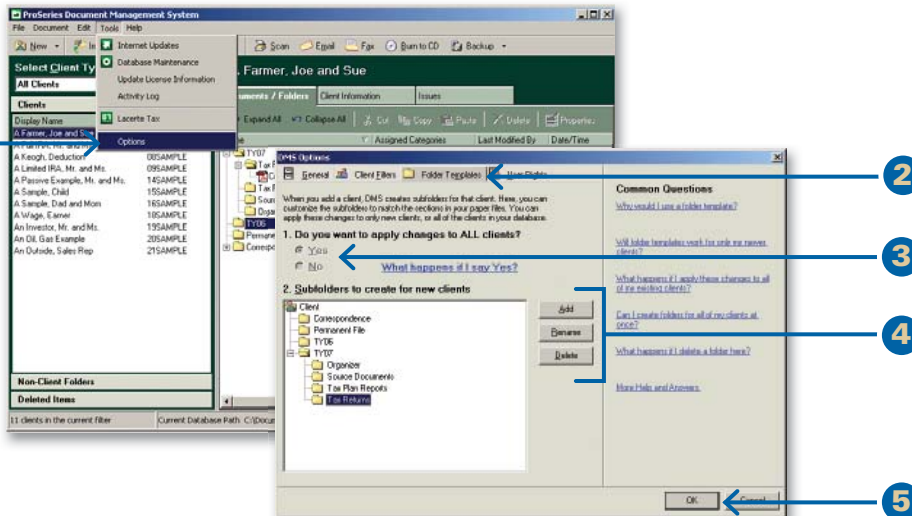 ProSeries Document Management System
File Document Edit Tools Help
New
Scan Email Fax Burn to CD Backup
Internet Updates
Database Maintenance
Update License Information
Activity Log
Lacerte Tax
Options
Select Client
All Clients
Farmer, Joe and Sue
Client Information Issues
Clients
Expand All Collapse All Cut Copy Paste Delete Properties
Display Name
Assigned Categories Last Modified By Date/Time
A Farmer, Joe and Sue
A Keogh, Deduction 08SAMPLE
A Limited IRA, Mr. and Ms. 09SAMPLE
A Passive Example, Mr. and Ms. 14SAMPLE
A Sample, Child 15SAMPLE
A Sample, Dad and Mom 16SAMPLE
A Wage, Earner 18SAMPLE
An Investor, Mr. and Ms. 19SAMPLE
An Oil, Gas Example 20SAMPLE
An Outside, Sales Rep 21SAMPLE
TY07
TY06
Non-Client Folders
Deleted Items
11 clients in the current filter
Current Database Path
DMS Options
General Client Filters Folder Templates User Rights
When you add a client, DMS creates subfolders for that client. Here, you can
customize the subfolders to match the sections in your paper files. You can
apply these changes to only new clients, or all of the clients in your database.
1. Do you want to apply changes to ALL clients?
Yes
No What happens if I say Yes?
2. Subfolders to create for new clients
Client
Correspondence
Permanent File
TY06
TY07
Organizer
Source Documents
Tax Plan Reports
Tax Returns
Add
Rename
Delete
Common Questions
Why would I use a folder template?
Will folder templates work for only my newer
clients?
What happens if I apply these changes to all
of my existing clients?
Can I create folders for all of my clients at
once?
What happens if I delete a folder here?
More Help and Answers.
OK Cancel
2
3
4
5